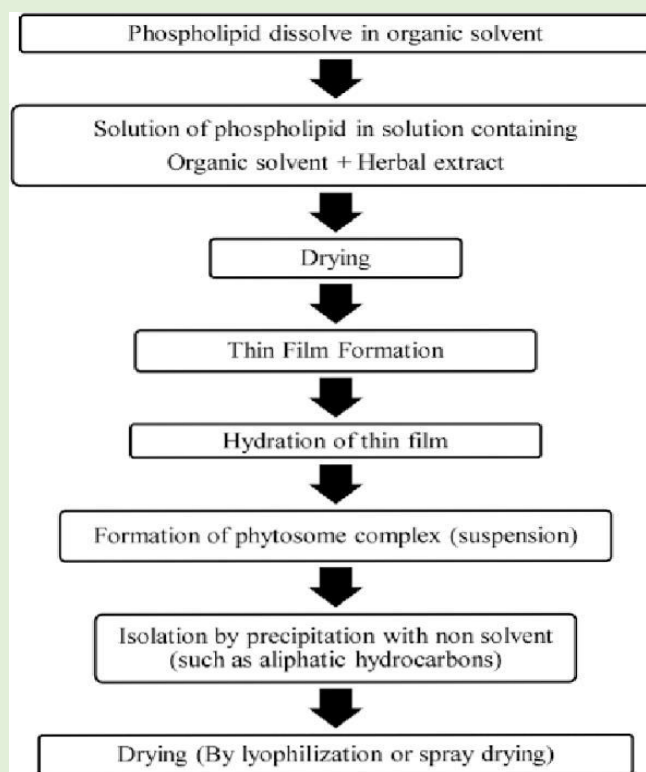 Phospholipid dissolve in organic solvent
Solution of phospholipid in solution containing
Organic solvent + Herbal extract
Drying
Thin Film Formation
Hydration of thin film
Formation of phytosome complex (suspension)
Isolation by precipitation with non solvent
(such as aliphatic hydrocarbons)
Drying (By lyophilization or spray drying)